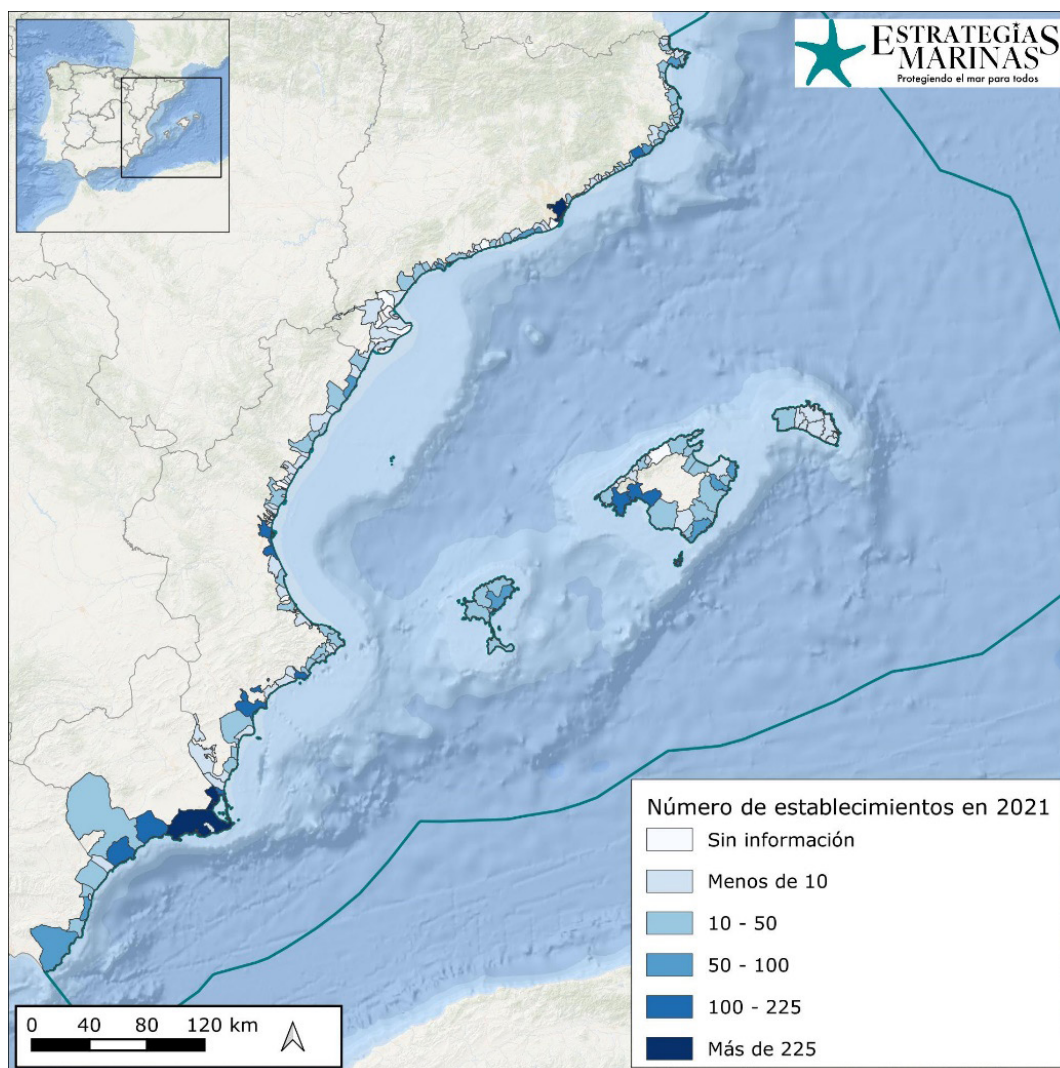 ESTRATEGIAS
MARINAS
Protegiendo el mar para todos
Número de establecimientos en 2021
Sin información
Menos de 10
10 - 50
50 - 100
100 - 225
Más de 225
0 40 80 120 km